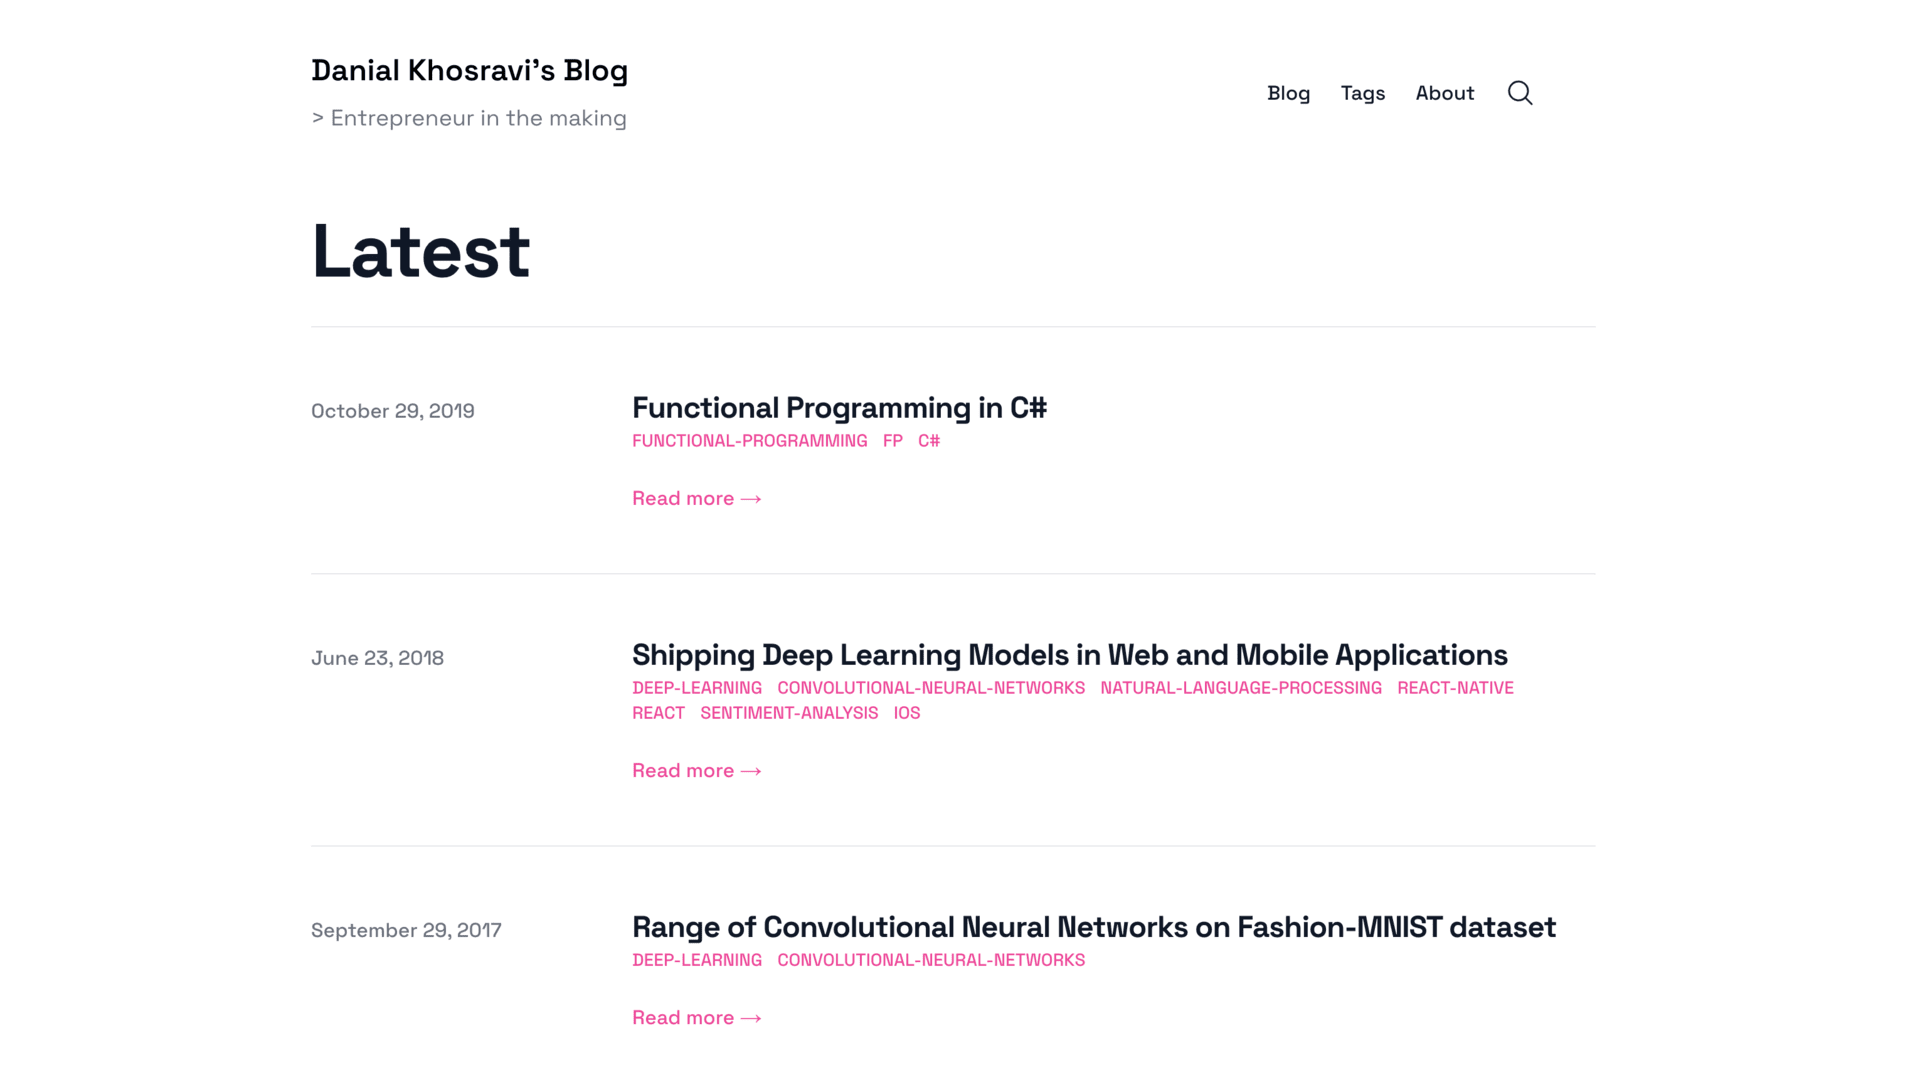 Danial Khosravi's Blog
> Entrepreneur in the making
Blog Tags About
Latest
October 29, 2019
Functional Programming in C#
FUNCTIONAL-PROGRAMMING FP C#
Read more →
June 23, 2018
Shipping Deep Learning Models in Web and Mobile Applications
DEEP-LEARNING CONVOLUTIONAL-NEURAL-NETWORKS NATURAL-LANGUAGE-PROCESSING REACT-NATIVE
REACT SENTIMENT-ANALYSIS IOS
Read more →
September 29, 2017
Range of Convolutional Neural Networks on Fashion-MNIST dataset
DEEP-LEARNING CONVOLUTIONAL-NEURAL-NETWORKS
Read more →